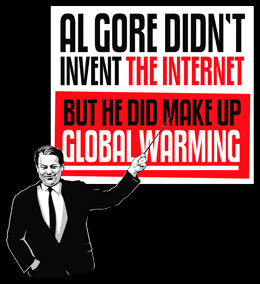 AL GORE DIDN'T
INVENT THE INTERNET
BUT HE DID MAKE UP
GLOBAL WARMING